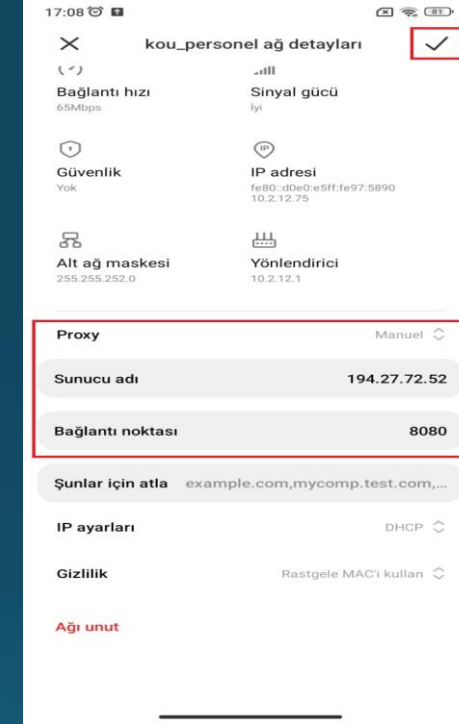 17:08
81
kou_personel ağ detayları
Bağlantı hızı
65Mbps
Sinyal gücü
İyi
Güvenlik
Yok
IP adresi
fe80::d0e0:e5ff:fe97:5890
10.2.12.75
Alt ağ maskesi
255.255.252.0
Yönlendirici
10.2.12.1
Proxy
Manuel
Sunucu adı
194.27.72.52
Bağlantı noktası
8080
Şunlar için atla
example.com,mycomp.test.com,...
IP ayarları
DHCP
Gizlilik
Rastgele MAC'i kullan
Ağı unut